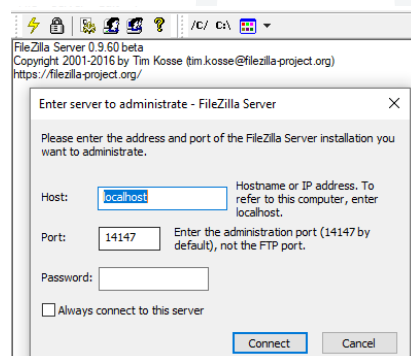 /C/ C:\
FileZilla Server 0.9.60 beta
Copyright 2001-2016 by Tim Kosse (tim.kosse@filezilla-project.org)
https://filezilla-project.org/
Enter server to administrate - FileZilla Server
Please enter the address and port of the FileZilla Server installation you
want to administrate.
Host:
localhost
Hostname or IP address. To
refer to this computer, enter
localhost.
Port:
14147
Enter the administration port (14147 by
default), not the FTP port.
Password:
Always connect to this server
Connect
Cancel